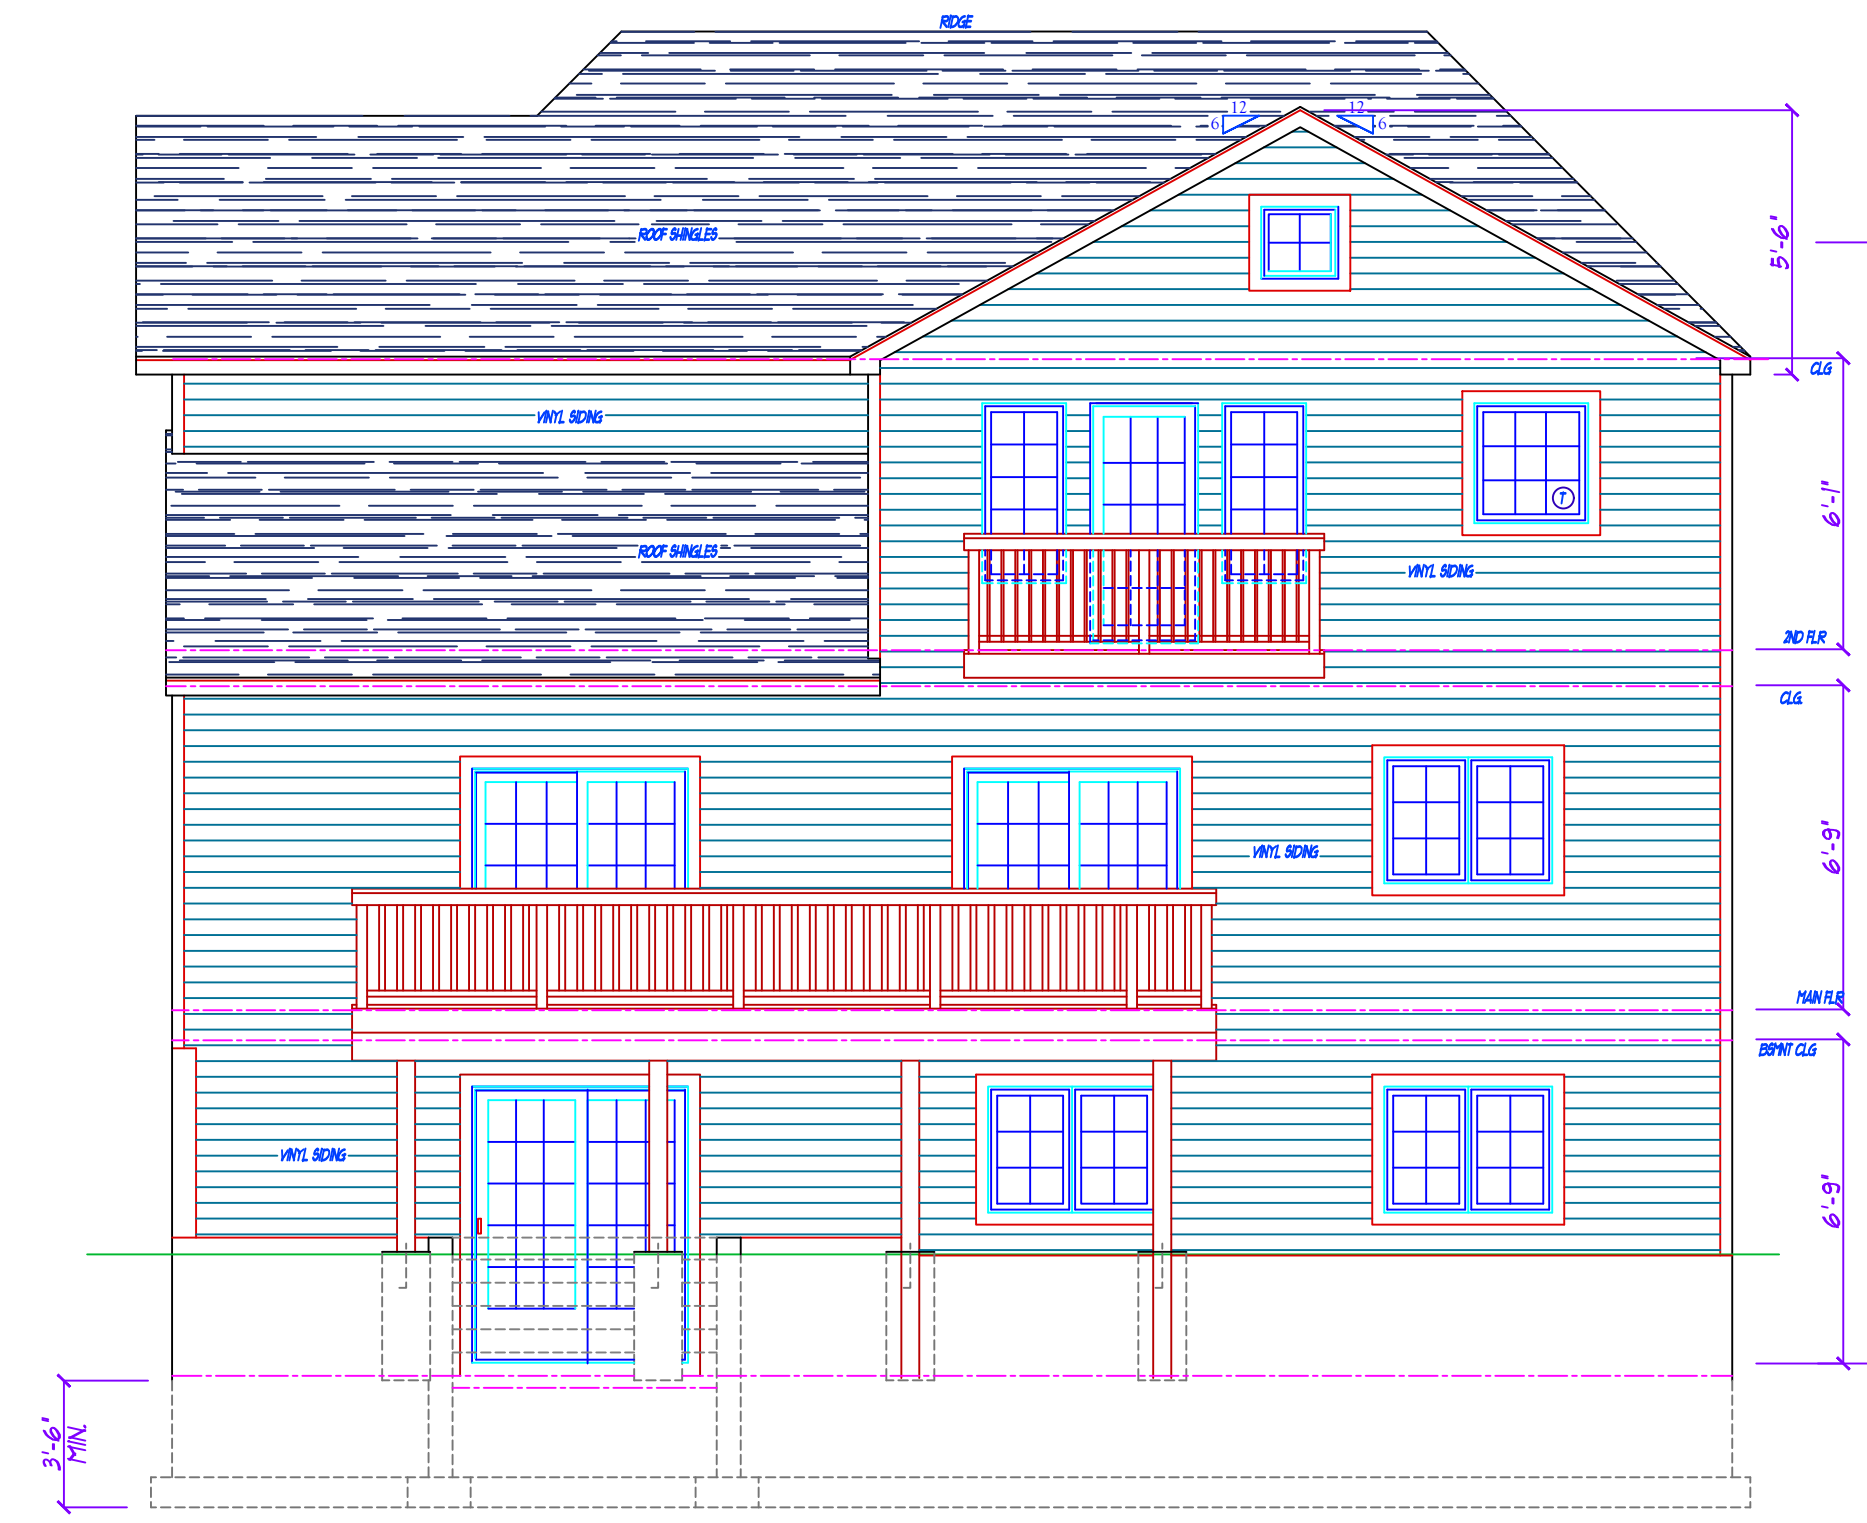 RIDGE
12
12
6
6
5'-6"
ROOF SHINGLES
CLG
VINYL SIDING
6'-1"
T
ROOF SHINGLES
VINYL SIDING
2ND FLR
CLG.
6'-9"
VINYL SIDING
MAIN FLR
BSMNT CLG
VINYL SIDING
6'-9"
3'-6"
MIN.